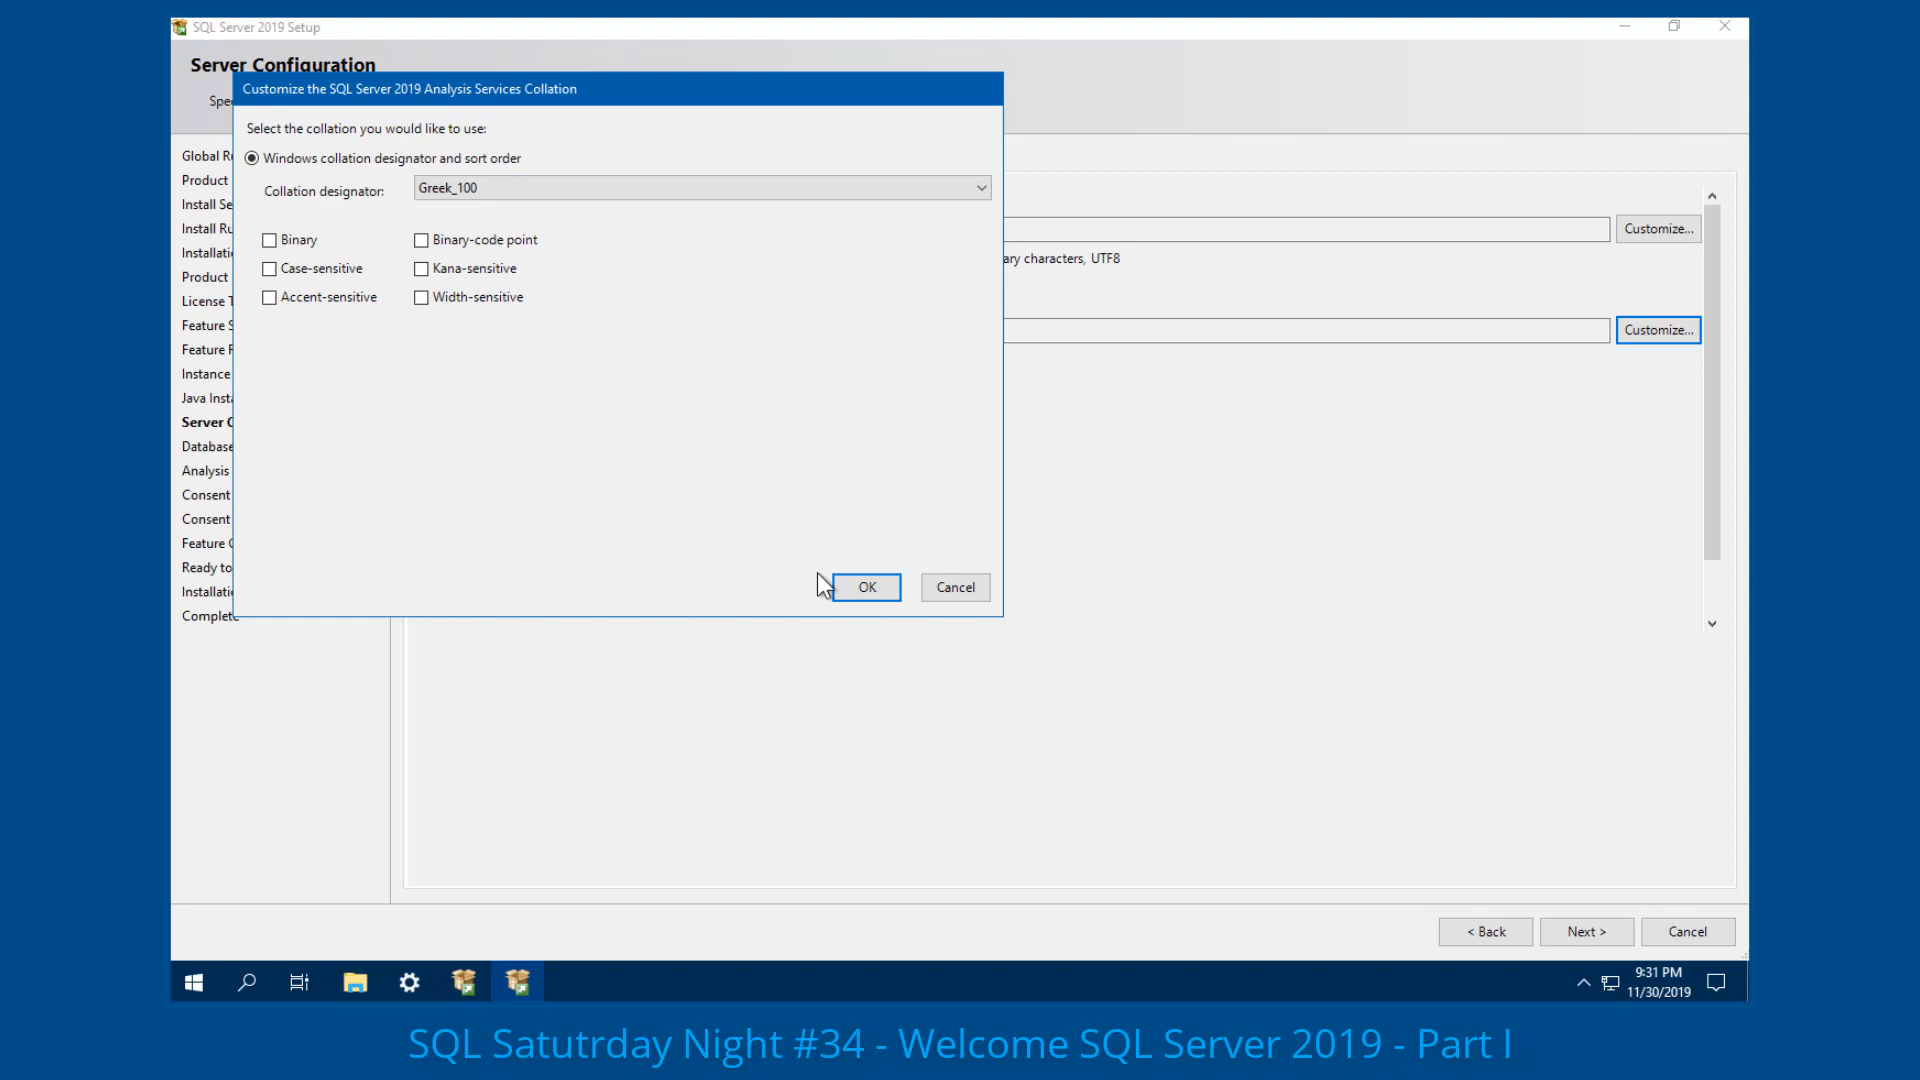 SQL Server 2019 Setup
Server Configuration
Customize the SQL Server 2019 Analysis Services Collation
Select the collation you would like to use:
Windows collation designator and sort order
Collation designator:
Greek_100
Binary
Binary-code point
Case-sensitive
Kana-sensitive
Accent-sensitive
Width-sensitive
OK
Cancel
Spe
Global R
Product
Install Se
Install Ru
Installati
Product
License T
Feature S
Feature R
Instance
Java Insta
Server C
Database
Analysis
Consent
Consent
Feature C
Ready to
Installati
Complete
Customize...
ary characters, UTF8
Customize...
< Back
Next >
Cancel
9:31 PM
11/30/2019
SQL Satutrday Night #34 - Welcome SQL Server 2019 - Part I